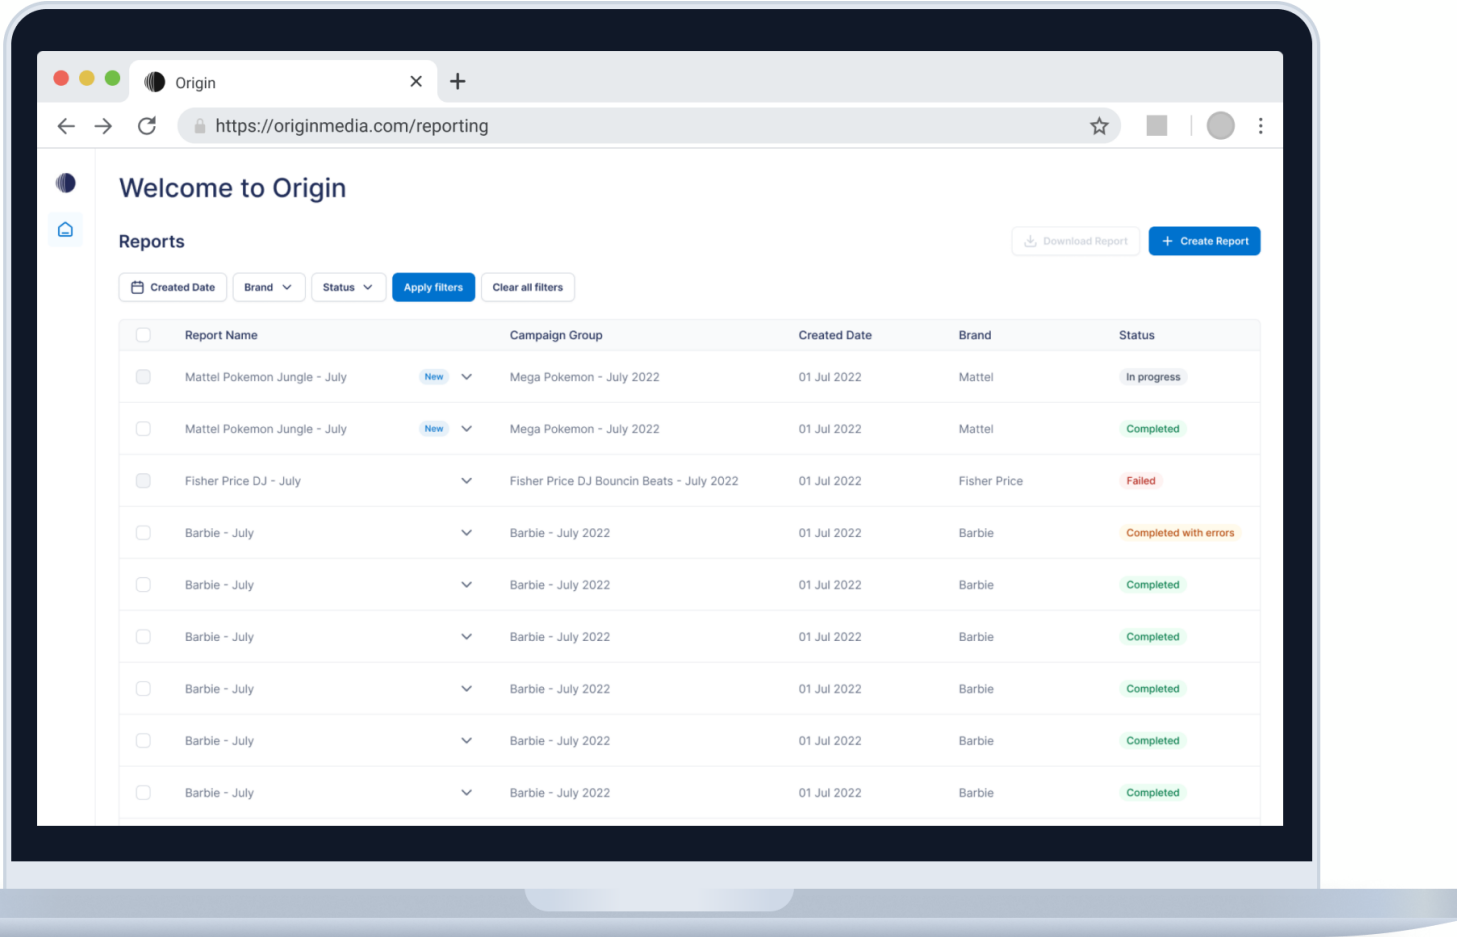 Origin
https://originmedia.com/reporting
Welcome to Origin
Reports
Download Report
Create Report
Created Date Brand Status Apply filters Clear all filters
Report Name Campaign Group Created Date Brand Status
Mattel Pokemon Jungle - July New Mega Pokemon - July 2022 01 Jul 2022 Mattel In progress
Mattel Pokemon Jungle - July New Mega Pokemon - July 2022 01 Jul 2022 Mattel Completed
Fisher Price DJ - July Fisher Price DJ Bouncin Beats - July 2022 01 Jul 2022 Fisher Price Failed
Barbie - July Barbie - July 2022 01 Jul 2022 Barbie Completed with errors
Barbie - July Barbie - July 2022 01 Jul 2022 Barbie Completed
Barbie - July Barbie - July 2022 01 Jul 2022 Barbie Completed
Barbie - July Barbie - July 2022 01 Jul 2022 Barbie Completed
Barbie - July Barbie - July 2022 01 Jul 2022 Barbie Completed
Barbie - July Barbie - July 2022 01 Jul 2022 Barbie Completed